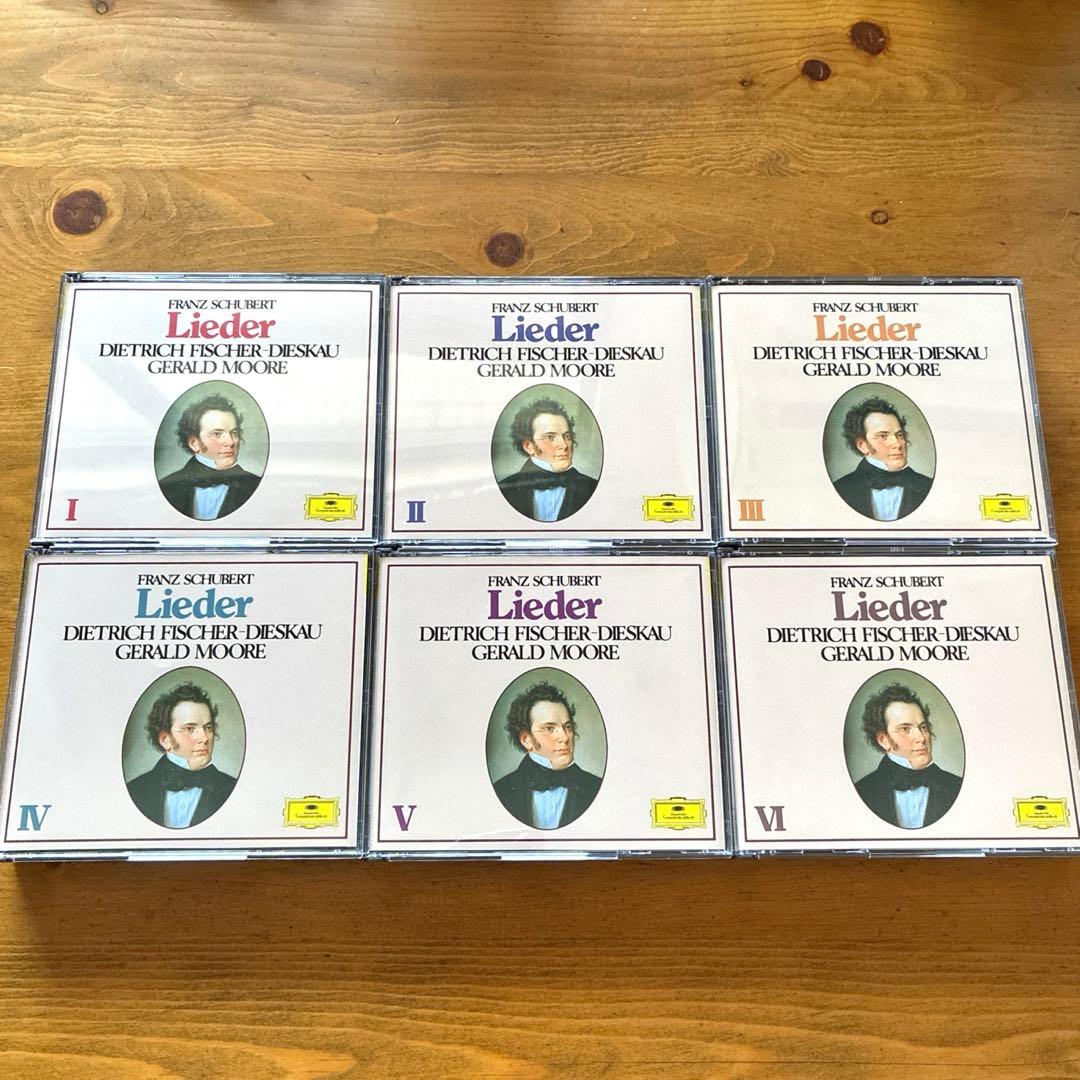 FRANZ SCHUBERT
Lieder
DIETRICH FISCHER-DIESKAU
GERALD MOORE
I
FRANZ SCHUBERT
Lieder
DIETRICH FISCHER-DIESKAU
GERALD MOORE
II
FRANZ SCHUBERT
Lieder
DIETRICH FISCHER-DIESKAU
GERALD MOORE
III
FRANZ SCHUBERT
Lieder
DIETRICH FISCHER-DIESKAU
GERALD MOORE
IV
FRANZ SCHUBERT
Lieder
DIETRICH FISCHER-DIESKAU
GERALD MOORE
V
FRANZ SCHUBERT
Lieder
DIETRICH FISCHER-DIESKAU
GERALD MOORE
VI